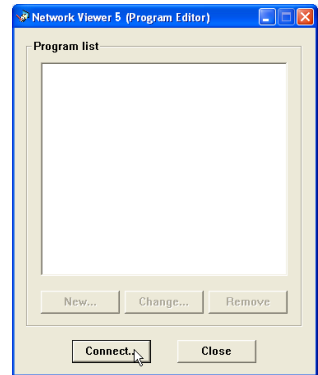 Network Viewer 5 (Program Editor)
Program list
New... Change... Remove
Connect... Close